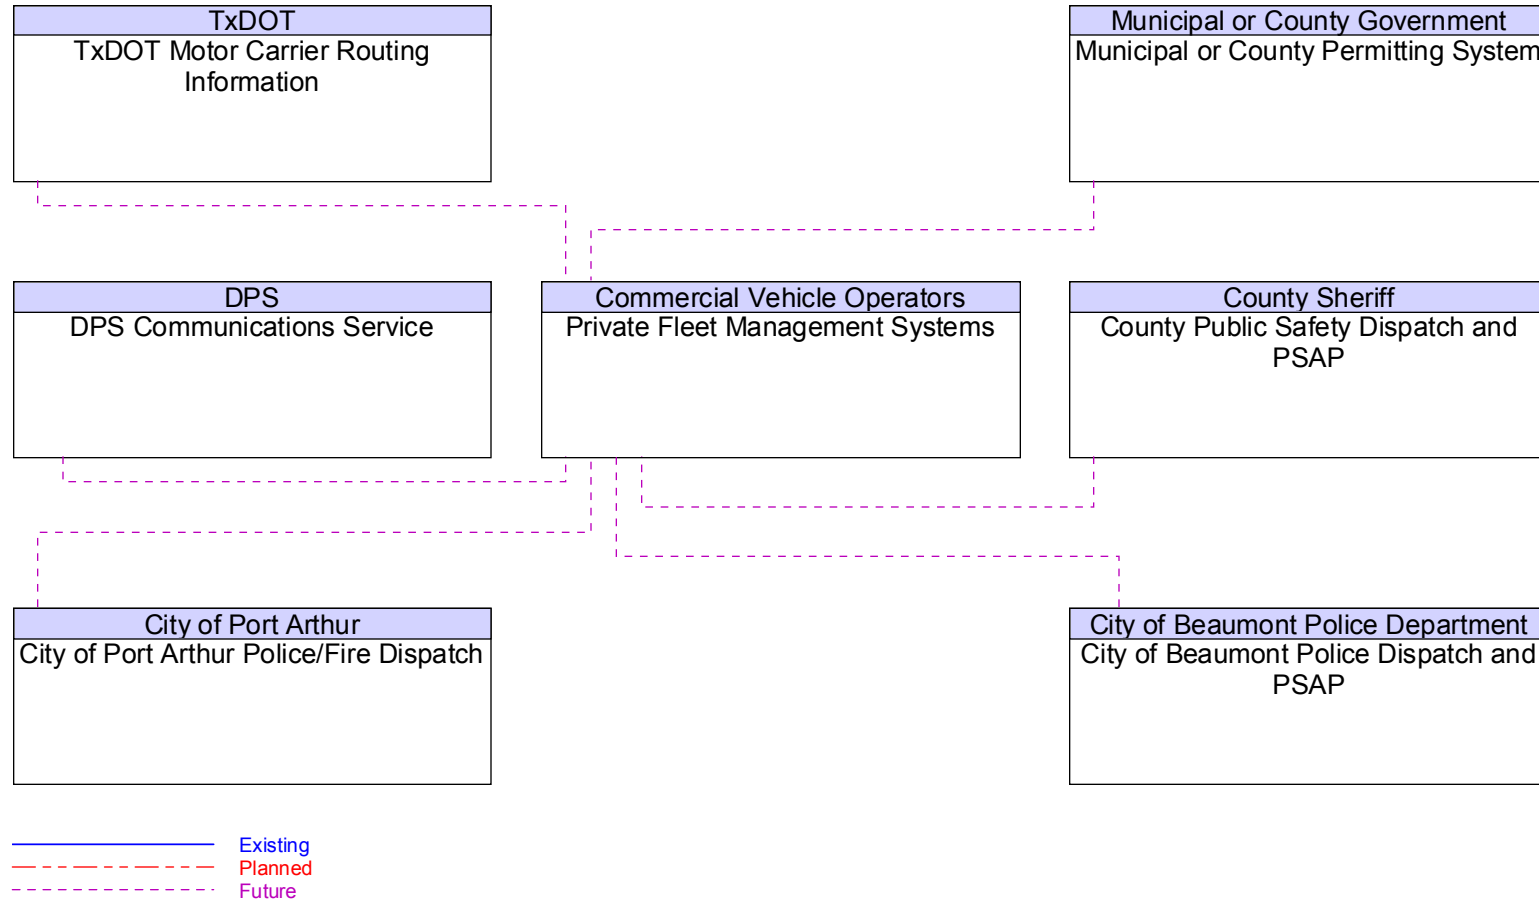 TxDOT
TxDOT Motor Carrier Routing
Information
Municipal or County Government
Municipal or County Permitting System
DPS
DPS Communications Service
Commercial Vehicle Operators
Private Fleet Management Systems
County Sheriff
County Public Safety Dispatch and
PSAP
City of Port Arthur
City of Port Arthur Police/Fire Dispatch
City of Beaumont Police Department
City of Beaumont Police Dispatch and
PSAP
Existing
Planned
Future